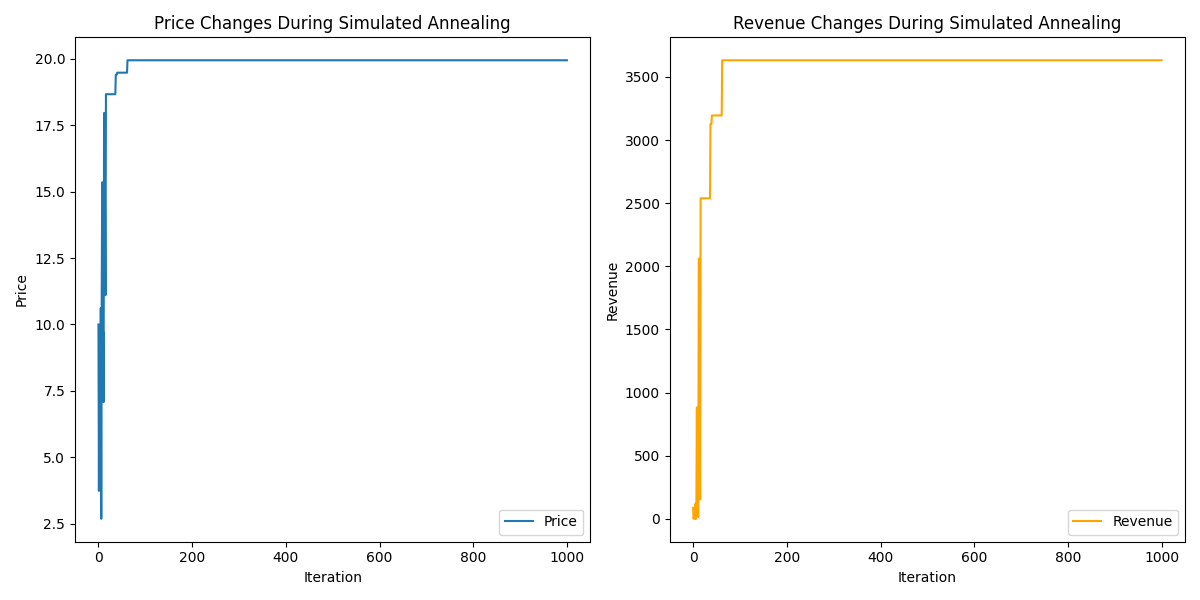 Price Changes During Simulated Annealing
20.0
17.5
15.0
12.5
10.0
7.5
5.0
2.5
Price
0 200 400 600 800 1000
Iteration
Price
Revenue Changes During Simulated Annealing
3500
3000
2500
2000
1500
1000
500
0
Revenue
0 200 400 600 800 1000
Iteration
Revenue